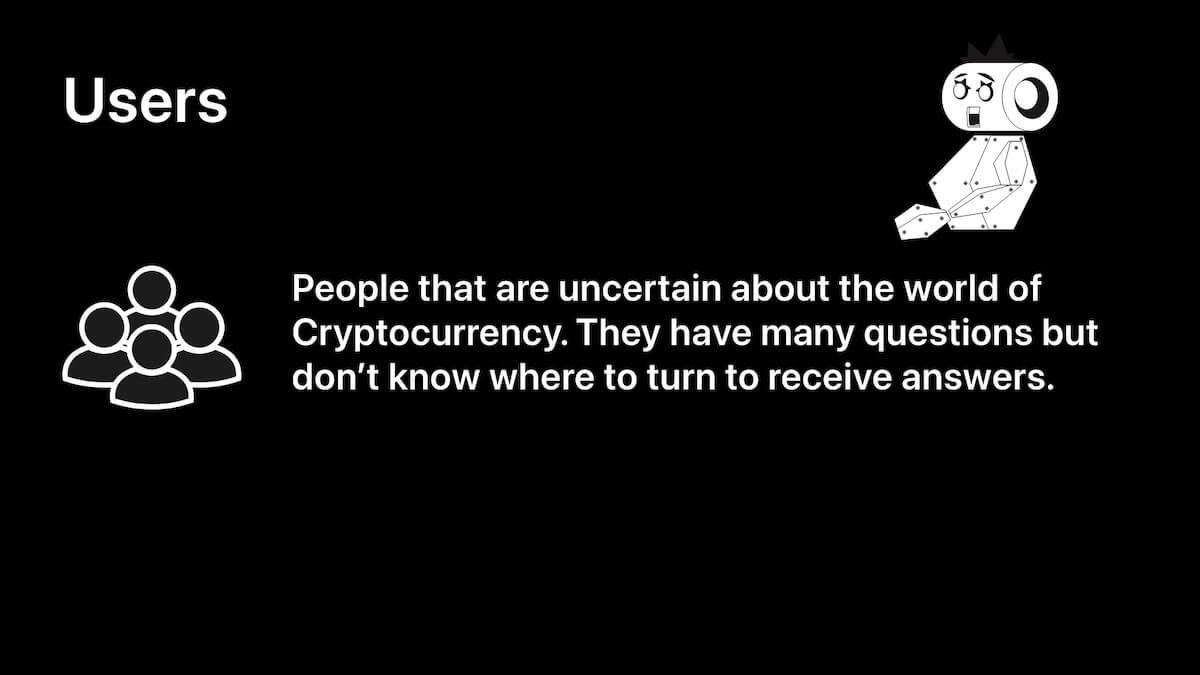 Users
People that are uncertain about the world of
Cryptocurrency. They have many questions but
don’t know where to turn to receive answers.